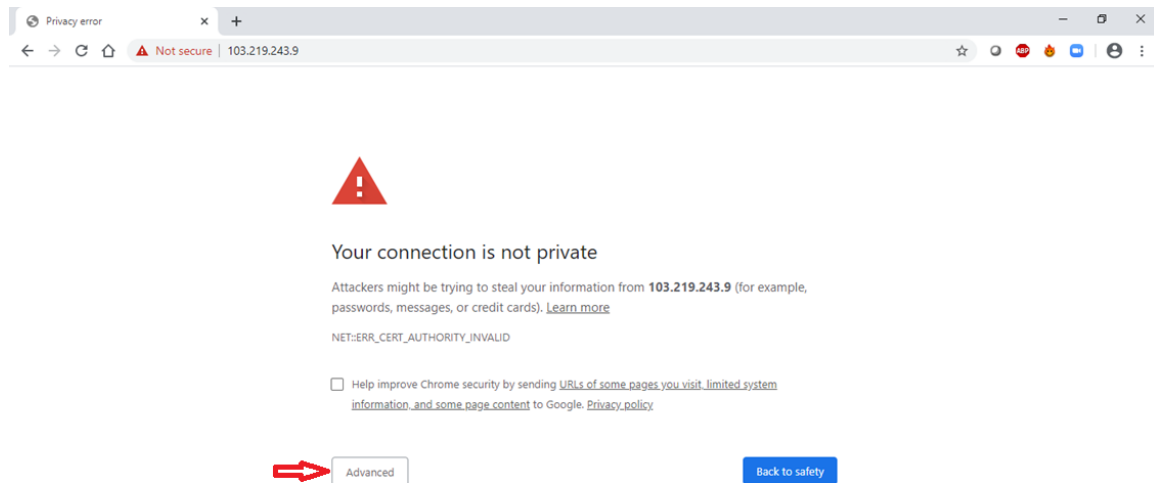 Privacy error
Not secure | 103.219.243.9
ABP
Your connection is not private
Attackers might be trying to steal your information from 103.219.243.9 (for example,
passwords, messages, or credit cards). Learn more
NET::ERR_CERT_AUTHORITY_INVALID
Help improve Chrome security by sending URLs of some pages you visit, limited system
information, and some page content to Google. Privacy policy
Advanced
Back to safety